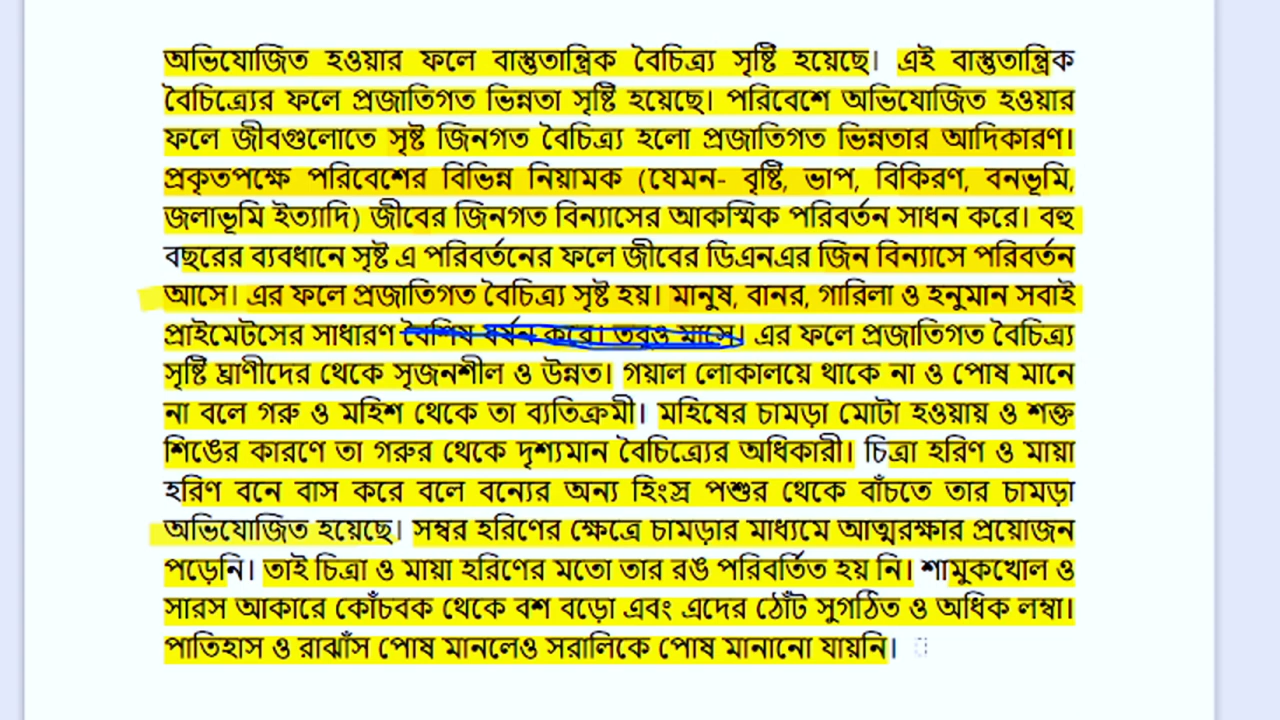 অভিযোজিত হওয়ার ফলে বাস্তুতান্ত্রিক বৈচিত্র্য সৃষ্টি হয়েছে। এই বাস্তুতান্ত্রিক
বৈচিত্র্যের ফলে প্রজাতিগত ভিন্নতা সৃষ্টি হয়েছে। পরিবেশে অভিযোজিত হওয়ার
ফলে জীবগুলোতে সৃষ্ট জিনগত বৈচিত্র্য হলো প্রজাতিগত ভিন্নতার আদিকারণ।
প্রকৃতপক্ষে পরিবেশের বিভিন্ন নিয়ামক (যেমন- বৃষ্টি, ভাপ, বিকিরণ, বনভূমি,
জলাভূমি ইত্যাদি) জীবের জিনগত বিন্যাসের আকস্মিক পরিবর্তন সাধন করে। বহু
বছরের ব্যবধানে সৃষ্ট এ পরিবর্তনের ফলে জীবের ডিএনএর জিন বিন্যাসে পরিবর্তন
আসে। এর ফলে প্রজাতিগত বৈচিত্র্য সৃষ্ট হয়। মানুষ, বানর, গারিলা ও হনুমান সবাই
প্রাইমেটসের সাধারণ বৈশিষ ধর্ষন করে। তবুও মাসে। এর ফলে প্রজাতিগত বৈচিত্র্য
সৃষ্টি ঘ্রাণীদের থেকে সৃজনশীল ও উন্নত। গয়াল লোকালয়ে থাকে না ও পোষ মানে
না বলে গরু ও মহিশ থেকে তা ব্যতিক্রমী। মহিষের চামড়া মোটা হওয়ায় ও শক্ত
শিঙের কারণে তা গরুর থেকে দৃশ্যমান বৈচিত্র্যের অধিকারী। চিত্রা হরিণ ও মায়া
হরিণ বনে বাস করে বলে বন্যের অন্য হিংস্র পশুর থেকে বাঁচতে তার চামড়া
অভিযোজিত হয়েছে। সম্বর হরিণের ক্ষেত্রে চামড়ার মাধ্যমে আত্মরক্ষার প্রয়োজন
পড়েনি। তাই চিত্রা ও মায়া হরিণের মতো তার রঙ পরিবর্তিত হয় নি। শামুকখোল ও
সারস আকারে কোঁচবক থেকে বশ বড়ো এবং এদের ঠোঁট সুগঠিত ও অধিক লম্বা।
পাতিহাস ও রাঝাঁস পোষ মানলেও সরালিকে পোষ মানানো যায়নি।